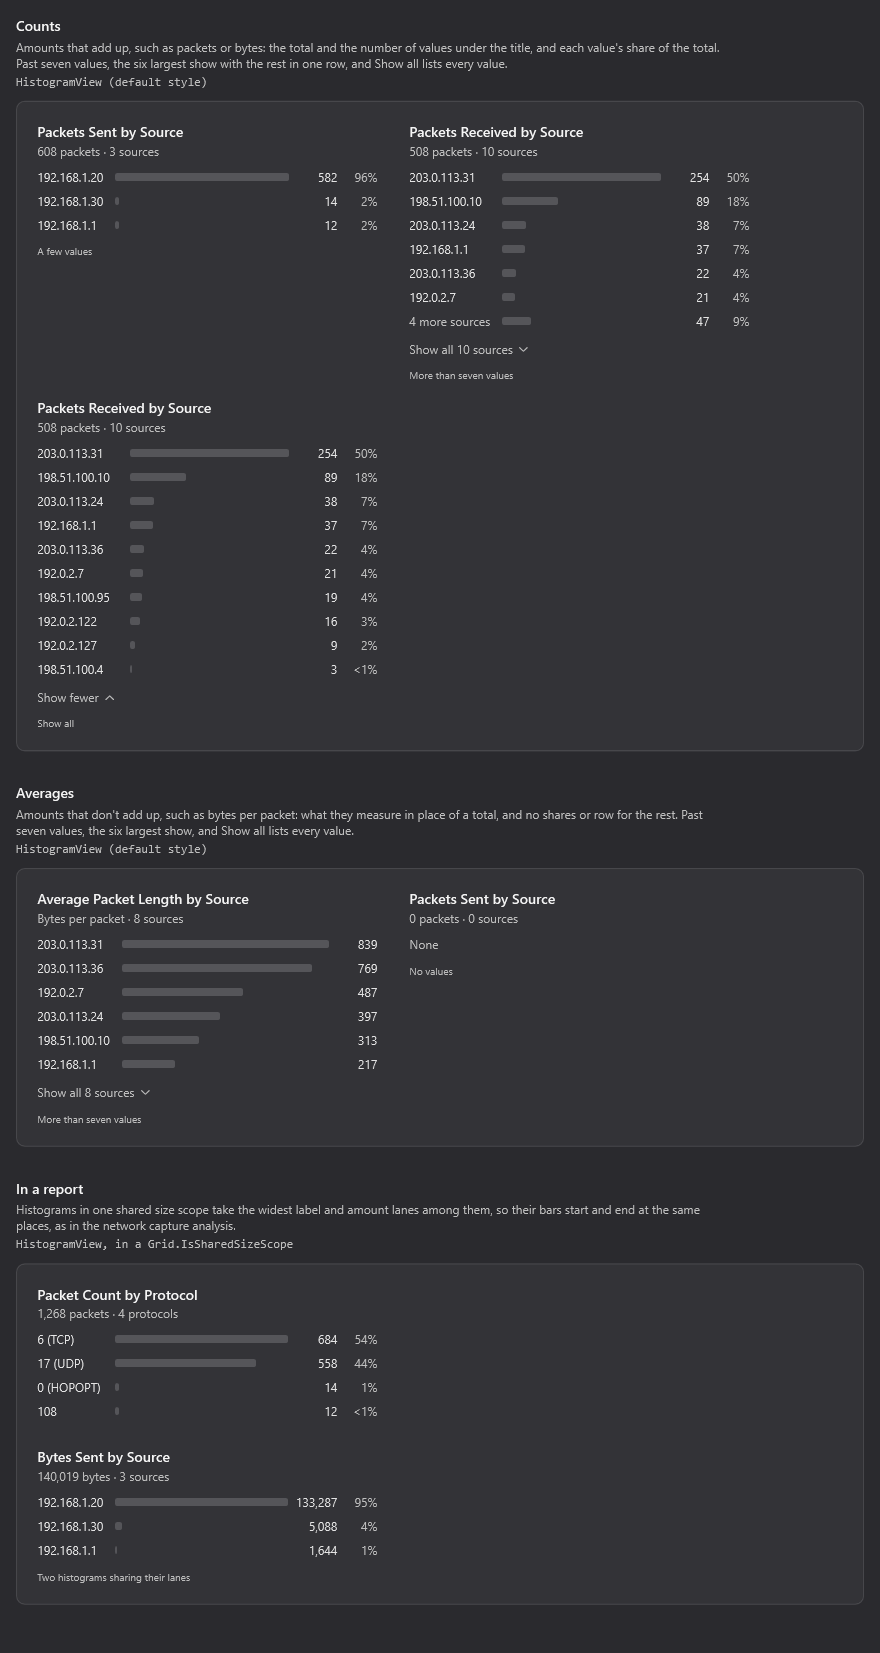 Counts
Amounts that add up, such as packets or bytes: the total and the number of values under the title, and each value's share of the total.
Past seven values, the six largest show with the rest in one row, and Show all lists every value.
HistogramView (default style)
Packets Sent by Source
608 packets · 3 sources
192.168.1.20 582 96%
192.168.1.30 14 2%
192.168.1.1 12 2%
A few values
Packets Received by Source
508 packets · 10 sources
203.0.113.31 254 50%
198.51.100.10 89 18%
203.0.113.24 38 7%
192.168.1.1 37 7%
203.0.113.36 22 4%
192.0.2.7 21 4%
4 more sources 47 9%
Show all 10 sources
More than seven values
Packets Received by Source
508 packets · 10 sources
203.0.113.31 254 50%
198.51.100.10 89 18%
203.0.113.24 38 7%
192.168.1.1 37 7%
203.0.113.36 22 4%
192.0.2.7 21 4%
198.51.100.95 19 4%
192.0.2.122 16 3%
192.0.2.127 9 2%
198.51.100.4 3 <1%
Show fewer
Show all
Averages
Amounts that don't add up, such as bytes per packet: what they measure in place of a total, and no shares or row for the rest. Past
seven values, the six largest show, and Show all lists every value.
HistogramView (default style)
Average Packet Length by Source
Bytes per packet · 8 sources
203.0.113.31 839
203.0.113.36 769
192.0.2.7 487
203.0.113.24 397
198.51.100.10 313
192.168.1.1 217
Show all 8 sources
More than seven values
Packets Sent by Source
0 packets · 0 sources
None
No values
In a report
Histograms in one shared size scope take the widest label and amount lanes among them, so their bars start and end at the same
places, as in the network capture analysis.
HistogramView, in a Grid.IsSharedSizeScope
Packet Count by Protocol
1,268 packets · 4 protocols
6 (TCP) 684 54%
17 (UDP) 558 44%
0 (HOPOPT) 14 1%
108 12 <1%
Bytes Sent by Source
140,019 bytes · 3 sources
192.168.1.20 133,287 95%
192.168.1.30 5,088 4%
192.168.1.1 1,644 1%
Two histograms sharing their lanes